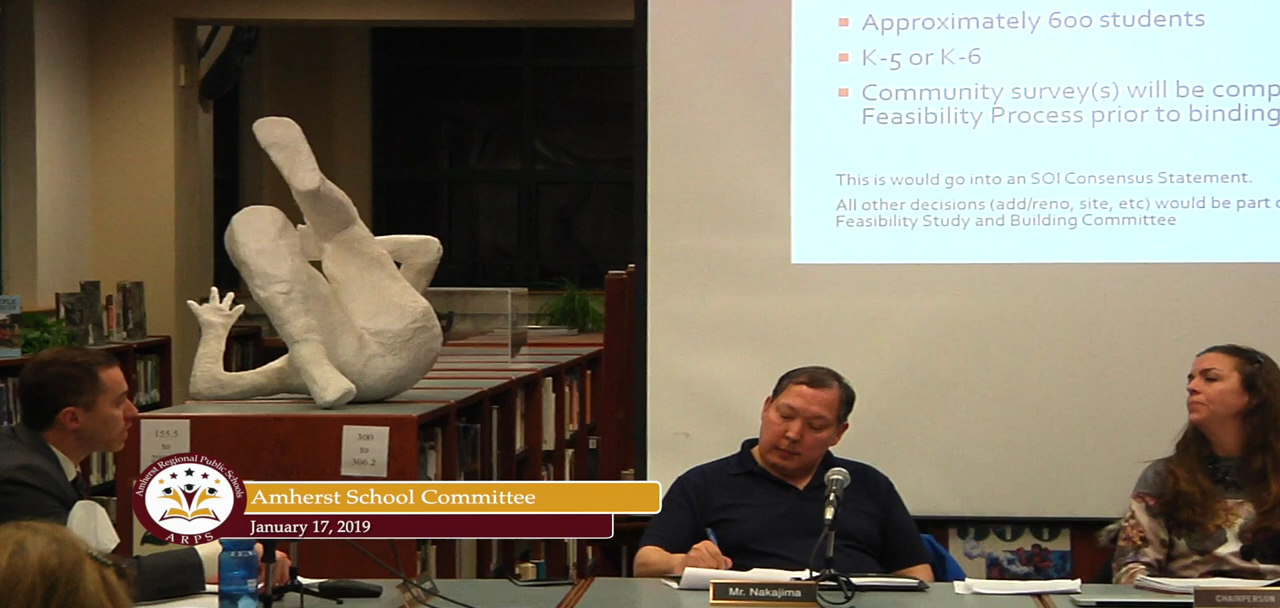 Approximately 600 students
K-5 or K-6
Community survey(s) will be comp
Feasibility Process prior to binding
This is would go into an SOI Consensus Statement.
All other decisions (add/reno, site, etc) would be part
Feasibility Study and Building Committee
155.5
to
300
to
306.2
Amherst Regional Public Schools
ARPS
Amherst School Committee
January 17, 2019
Mr. Nakajima
CHAIRPERSON